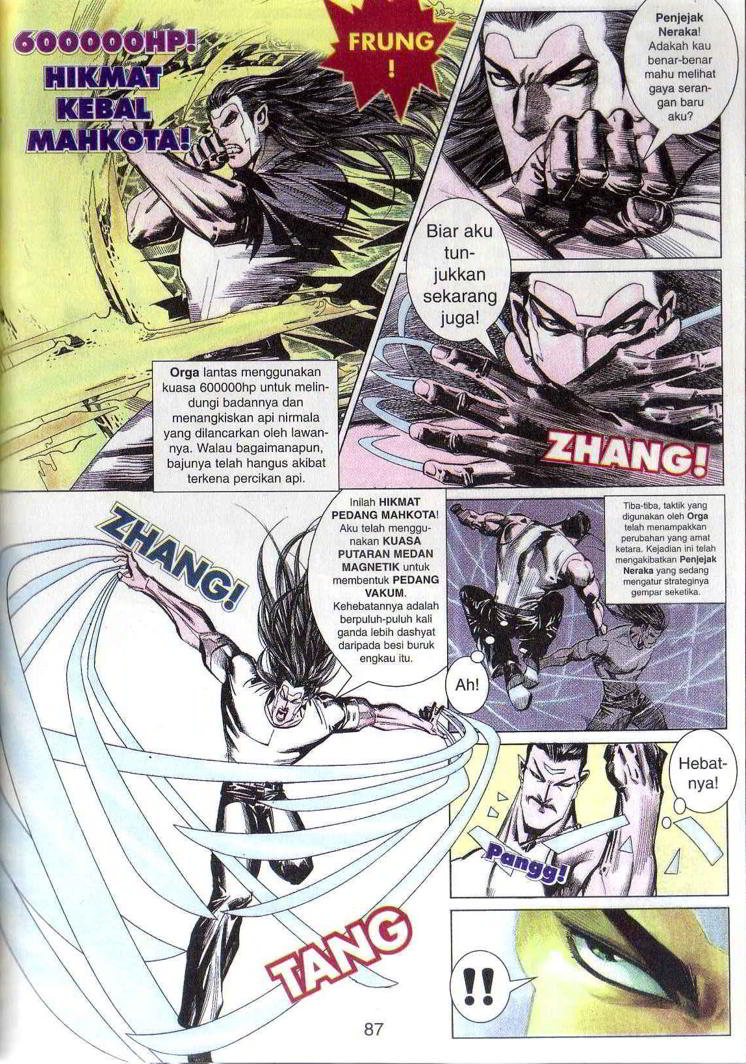 600000HP!
HIKMAT
KEBAL
MAHKOTA!
FRUNG
!
Penjejak
Neraka!
Adakah kau
benar-benar
mahu melihat
gaya seran-
gan baru
aku?
Biar aku
tun-
jukkan
sekarang
juga!
ZHANG!
Orga lantas menggunakan
kuasa 600000hp untuk melin-
dungi badannya dan
menangkiskan api nirmala
yang dilancarkan oleh lawan-
nya. Walau bagaimanapun,
bajunya telah hangus akibat
terkena percikan api.
ZHANG!
Inilah HIKMAT
PEDANG MAHKOTA!
Aku telah menggu-
nakan KUASA
PUTARAN MEDAN
MAGNETIK untuk
membentuk PEDANG
VAKUM.
Kehebatannya adalah
berpuluh-puluh kali
ganda lebih dashyat
daripada besi buruk
engkau itu.
Tiba-tiba, taktik yang
digunakan oleh Orga
telah menampakkan
perubahan yang amat
ketara. Kejadian ini telah
mengakibatkan Penjejak
Neraka yang sedang
mengatur strateginya
gempar seketika.
Ah!
Hebat-
nya!
Pangg!
TANG
!!
87